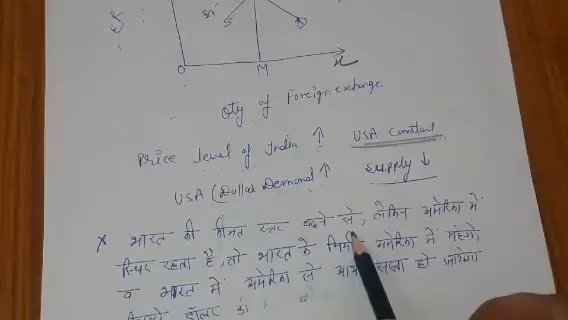 O M x
Qty of Foreign exchange
Price level of India ↑ USA Constant
USA (Dollar Demand ↑ Supply ↓
x भारत की कीमत स्तर बढ़ने से, लेकिन अमेरिका में
स्थिर रहता है, तो भारत के अमेरिका में महंगे,
व भारत में अमेरिका से सस्ता हो जायेगा
डॉलर